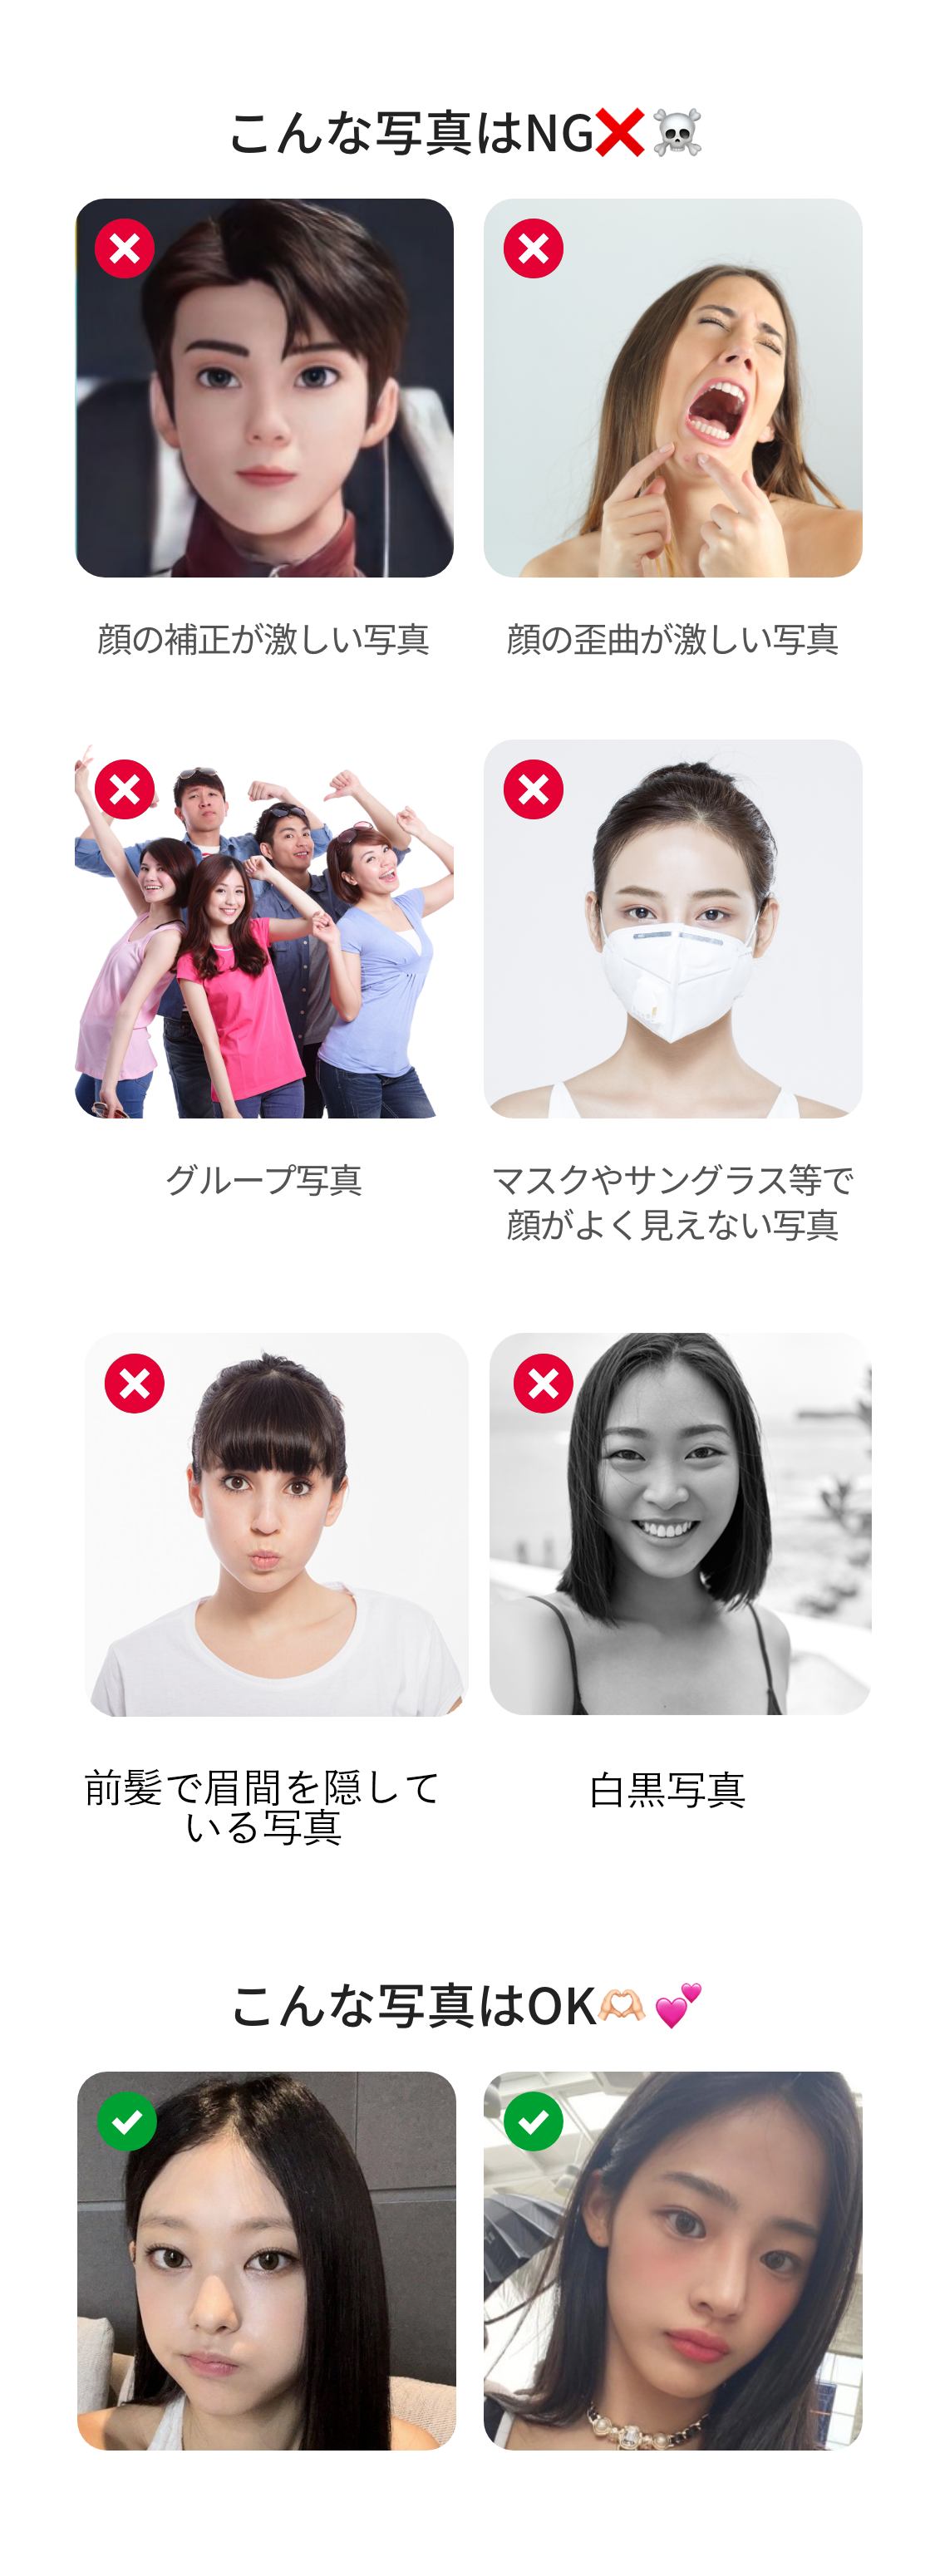 こんな写真はNG❌☠️
顔の補正が激しい写真
顔の歪曲が激しい写真
グループ写真
マスクやサングラス等で
顔がよく見えない写真
前髪で眉間を隠して
いる写真
白黒写真
こんな写真はOK🫶🏻💕